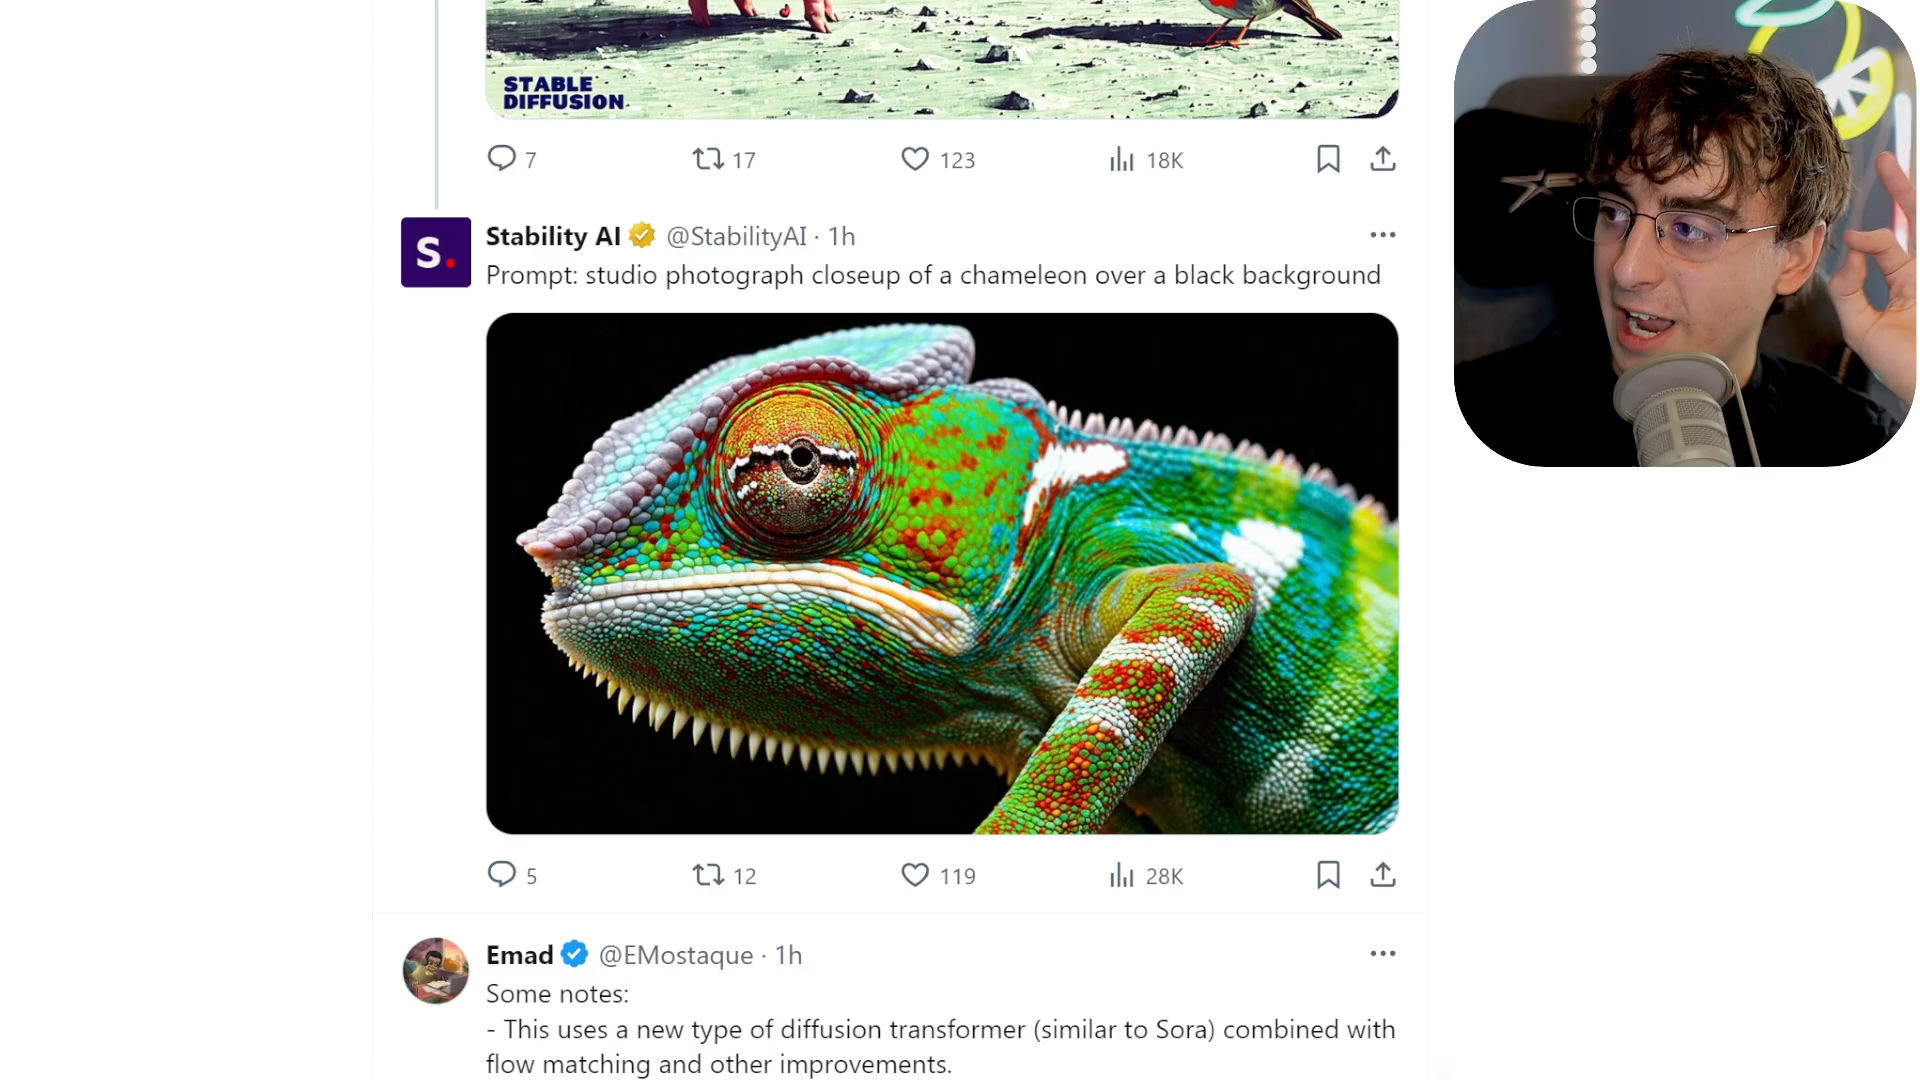 STABLE
DIFFUSION
7 17 123 18K
S.
Stability AI @StabilityAI · 1h
Prompt: studio photograph closeup of a chameleon over a black background
5 12 119 28K
Emad @EMostaque · 1h
Some notes:
- This uses a new type of diffusion transformer (similar to Sora) combined with
flow matching and other improvements.